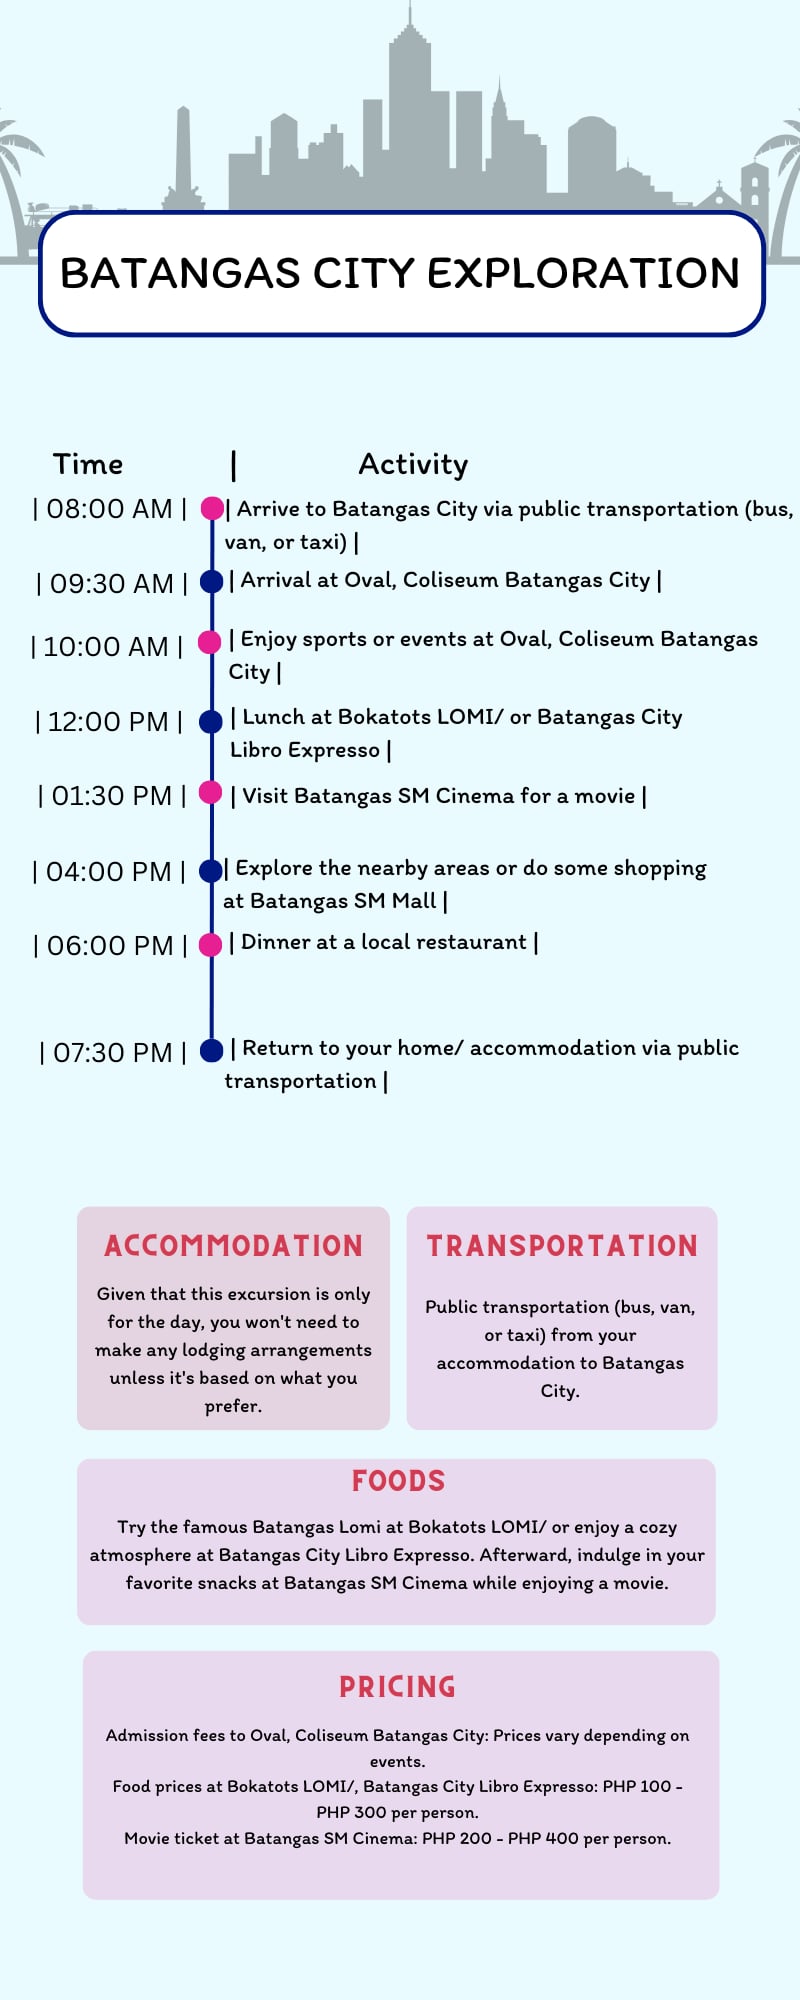 BATANGAS CITY EXPLORATION
Time | Activity
| 08:00 AM | | Arrive to Batangas City via public transportation (bus,
van, or taxi) |
| 09:30 AM | | Arrival at Oval, Coliseum Batangas City |
| 10:00 AM | | Enjoy sports or events at Oval, Coliseum Batangas
City |
| 12:00 PM | | Lunch at Bokatots LOMI/ or Batangas City
Libro Expresso |
| 01:30 PM | | Visit Batangas SM Cinema for a movie |
| 04:00 PM | | Explore the nearby areas or do some shopping
at Batangas SM Mall |
| 06:00 PM | | Dinner at a local restaurant |
| 07:30 PM | | Return to your home/ accommodation via public
transportation |
ACCOMMODATION
Given that this excursion is only
for the day, you won't need to
make any lodging arrangements
unless it's based on what you
prefer.
TRANSPORTATION
Public transportation (bus, van,
or taxi) from your
accommodation to Batangas
City.
FOODS
Try the famous Batangas Lomi at Bokatots LOMI/ or enjoy a cozy
atmosphere at Batangas City Libro Expresso. Afterward, indulge in your
favorite snacks at Batangas SM Cinema while enjoying a movie.
PRICING
Admission fees to Oval, Coliseum Batangas City: Prices vary depending on
events.
Food prices at Bokatots LOMI/, Batangas City Libro Expresso: PHP 100 -
PHP 300 per person.
Movie ticket at Batangas SM Cinema: PHP 200 - PHP 400 per person.